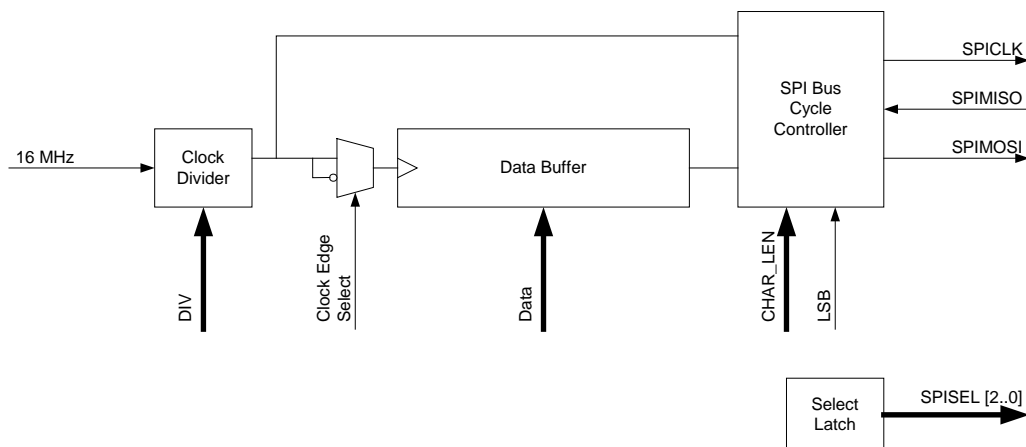 SPICLK
SPI Bus
Cycle
Controller
SPIMISO
16 MHz
Clock
Divider
Data Buffer
SPIMOSI
DIV
Clock Edge
Select
Data
CHAR_LEN
LSB
Select
Latch
SPISEL [2..0]